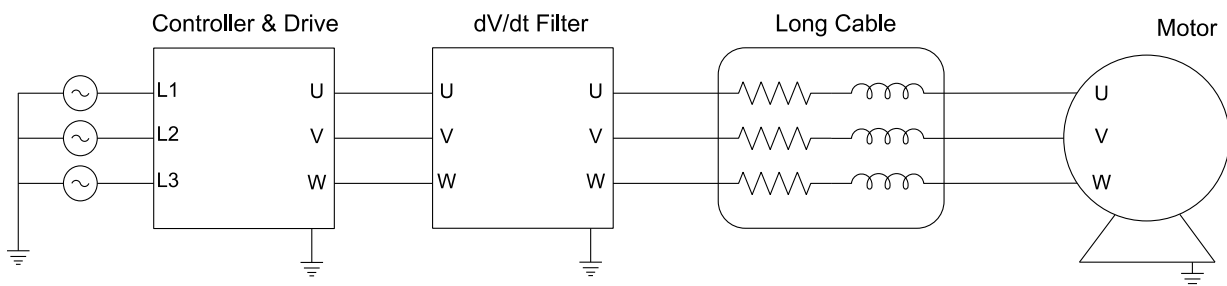 Controller & Drive
dV/dt Filter
Long Cable
Motor
L1
U
U
U
U
L2
V
V
V
V
L3
W
W
W
W